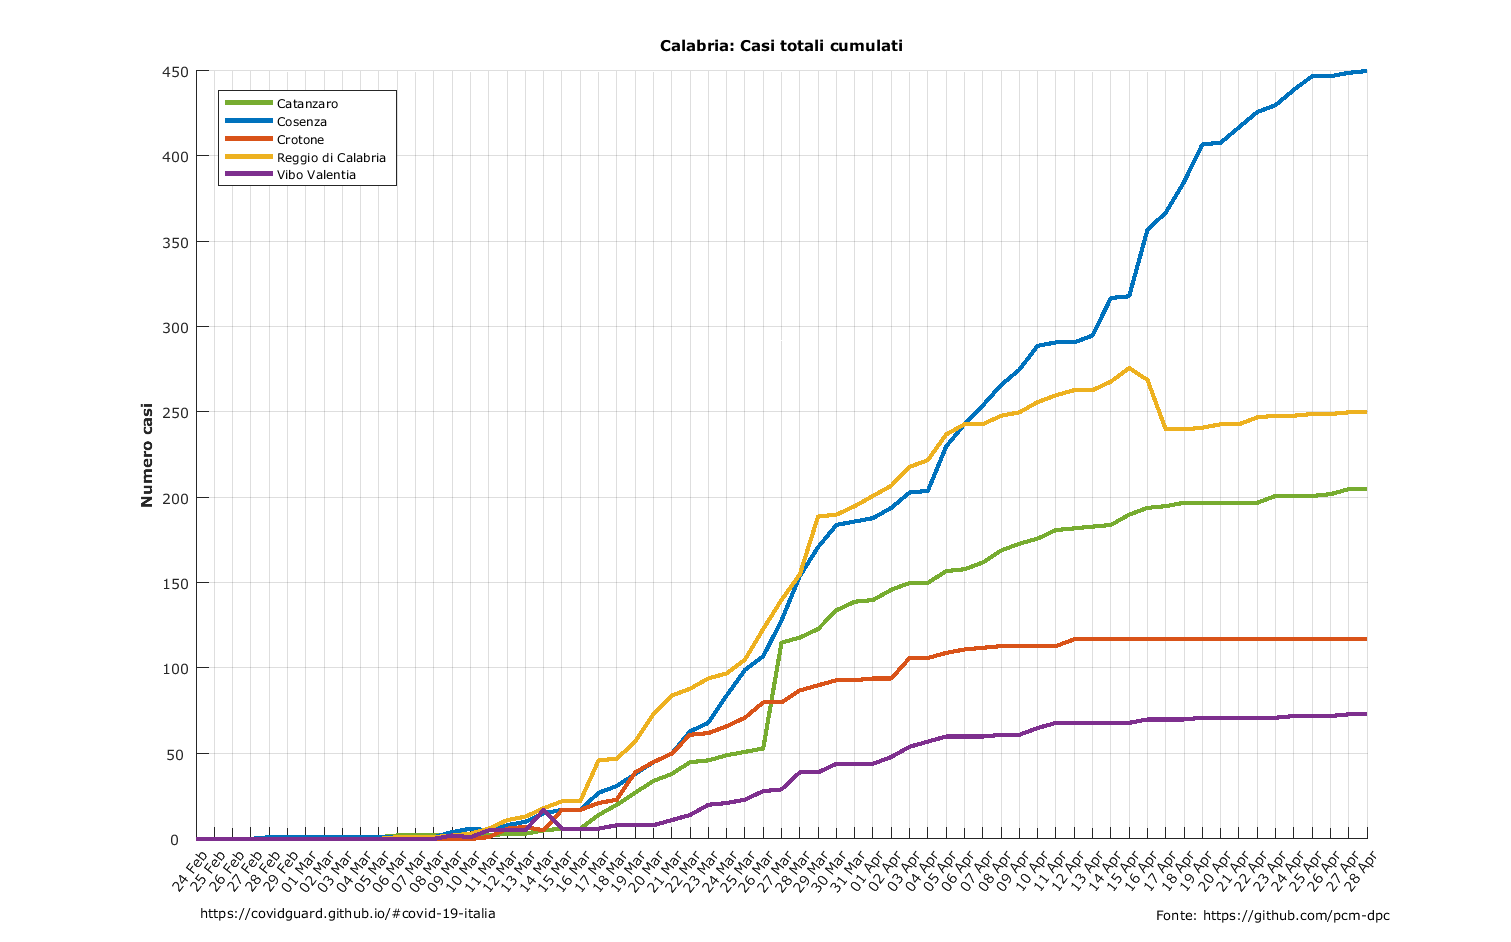 Calabria: Casi totali cumulati
450
400
350
300
250
200
150
100
50
0
Numero casi
Catanzaro
Cosenza
Crotone
Reggio di Calabria
Vibo Valentia
24 Feb
25 Feb
26 Feb
27 Feb
28 Feb
29 Feb
01 Mar
02 Mar
03 Mar
04 Mar
05 Mar
06 Mar
07 Mar
08 Mar
09 Mar
10 Mar
11 Mar
12 Mar
13 Mar
14 Mar
15 Mar
16 Mar
17 Mar
18 Mar
19 Mar
20 Mar
21 Mar
22 Mar
23 Mar
24 Mar
25 Mar
26 Mar
27 Mar
28 Mar
29 Mar
30 Mar
31 Mar
01 Apr
02 Apr
03 Apr
04 Apr
05 Apr
06 Apr
07 Apr
08 Apr
09 Apr
10 Apr
11 Apr
12 Apr
13 Apr
14 Apr
15 Apr
16 Apr
17 Apr
18 Apr
19 Apr
20 Apr
21 Apr
22 Apr
23 Apr
24 Apr
25 Apr
26 Apr
27 Apr
28 Apr
https://covidguard.github.io/#covid-19-italia
Fonte: https://github.com/pcm-dpc